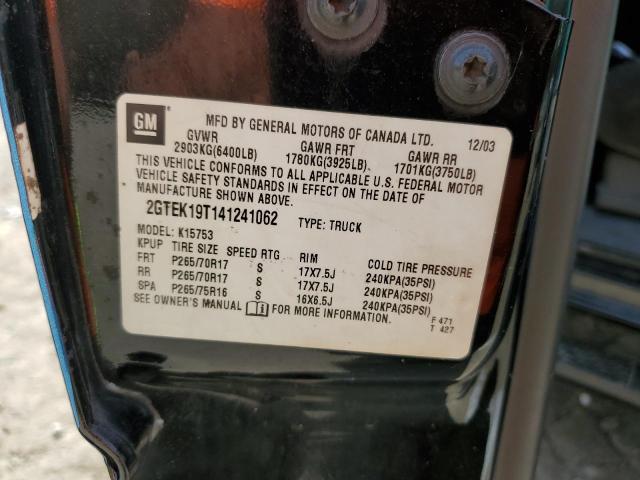 GM
MFD BY GENERAL MOTORS OF CANADA LTD. 12/03
GVWR GAWR FRT GAWR RR
2903KG(6400LB) 1780KG(3925LB) 1701KG(3750LB)
THIS VEHICLE CONFORMS TO ALL APPLICABLE U.S. FEDERAL MOTOR
VEHICLE SAFETY STANDARDS IN EFFECT ON THE DATE OF
MANUFACTURE SHOWN ABOVE.
2GTEK19T141241062 TYPE: TRUCK
MODEL: K15753
KPUP TIRE SIZE SPEED RTG RIM COLD TIRE PRESSURE
FRT P265/70R17 S 17X7.5J 240KPA(35PSI)
RR P265/70R17 S 17X7.5J 240KPA(35PSI)
SPA P265/75R16 S 16X6.5J 240KPA(35PSI)
SEE OWNER'S MANUAL FOR MORE INFORMATION.
F 471
T 427